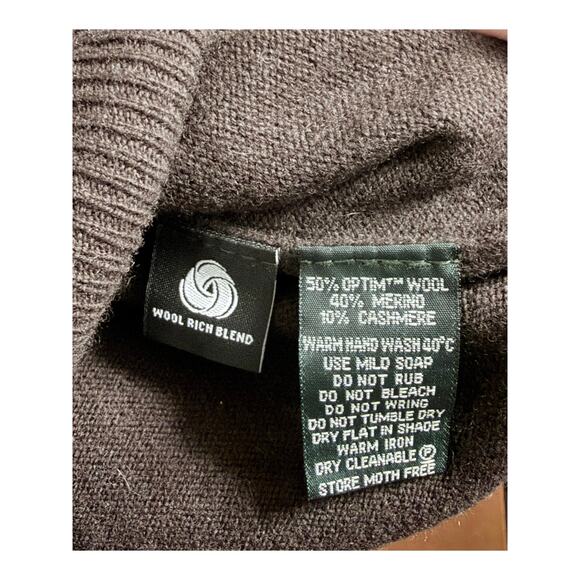 WOOL RICH BLEND
50% OPTIM™ WOOL
40% MERINO
10% CASHMERE
WARM HAND WASH 40°C
USE MILD SOAP
DO NOT RUB
DO NOT BLEACH
DO NOT WRING
DO NOT TUMBLE DRY
DRY FLAT IN SHADE
WARM IRON
DRY CLEANABLE Ⓟ
STORE MOTH FREE